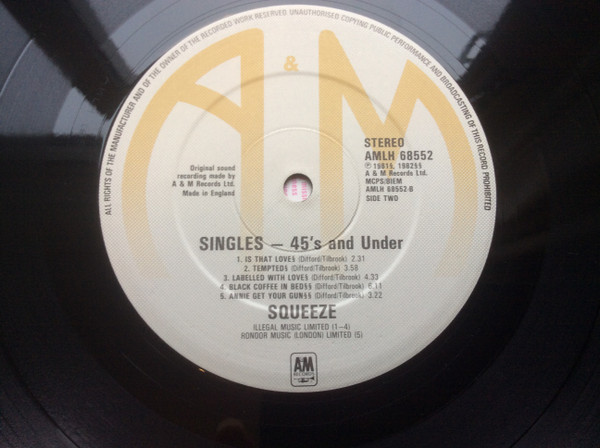 ALL RIGHTS OF THE MANUFACTURER AND OF THE OWNER OF THE RECORDED WORK RESERVED UNAUTHORISED COPYING PUBLIC PERFORMANCE AND BROADCASTING OF THIS RECORD PROHIBITED
A & M
STEREO
AMLH 68552
℗ 1981§, 1982§§
A & M Records Ltd.
MCPS/BIEM
AMLH 68552-B
SIDE TWO
Original sound
recording made by
A & M Records Ltd.
Made in England
SINGLES — 45's and Under
1. IS THAT LOVE§ (Difford/Tilbrook) 2.31
2. TEMPTED§ (Difford/Tilbrook) 3.58
3. LABELLED WITH LOVE§ (Difford/Tilbrook) 4.33
4. BLACK COFFEE IN BED§§ (Difford/Tilbrook) 6.11
5. ANNIE GET YOUR GUN§§ (Difford/Tilbrook) 3.22
SQUEEZE
ILLEGAL MUSIC LIMITED (1–4)
RONDOR MUSIC (LONDON) LIMITED (5)
AM
RECORDS